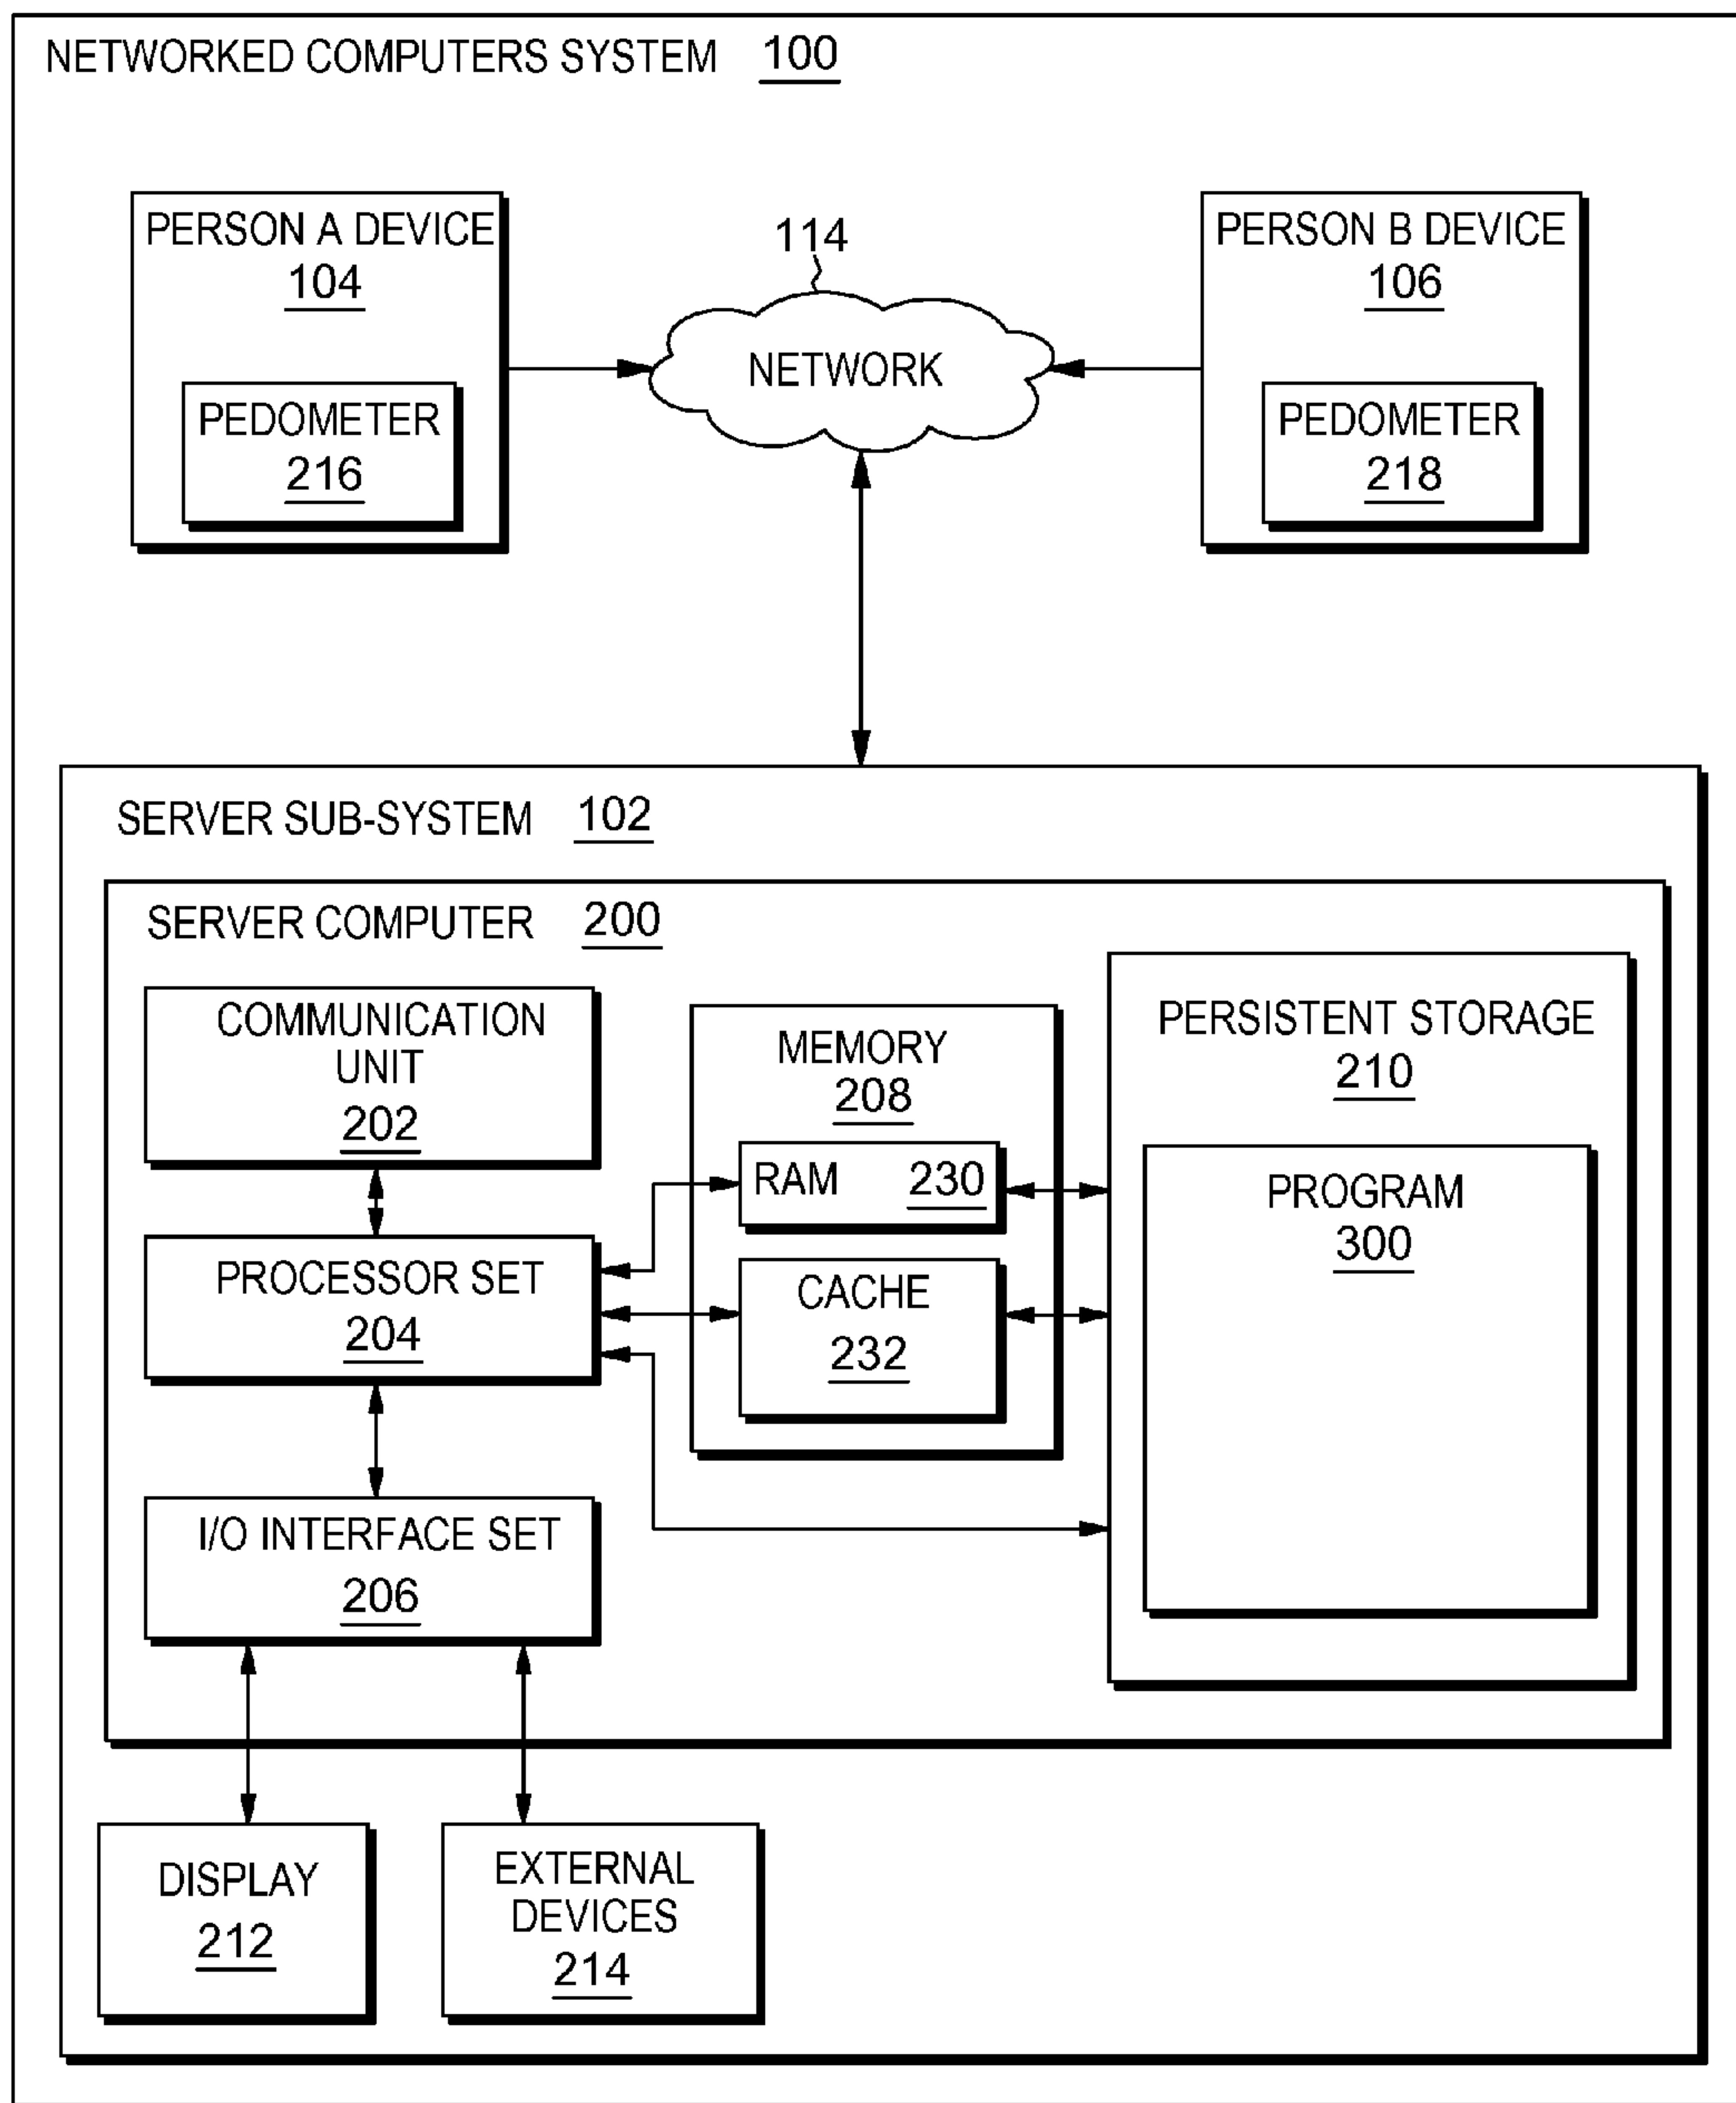 NETWORKED COMPUTERS SYSTEM 100
PERSON A DEVICE
104
PEDOMETER
216
114
NETWORK
PERSON B DEVICE
106
PEDOMETER
218
SERVER SUB-SYSTEM 102
SERVER COMPUTER 200
COMMUNICATION
UNIT
202
PROCESSOR SET
204
I/O INTERFACE SET
206
MEMORY
208
RAM 230
CACHE
232
PERSISTENT STORAGE
210
PROGRAM
300
DISPLAY
212
EXTERNAL
DEVICES
214